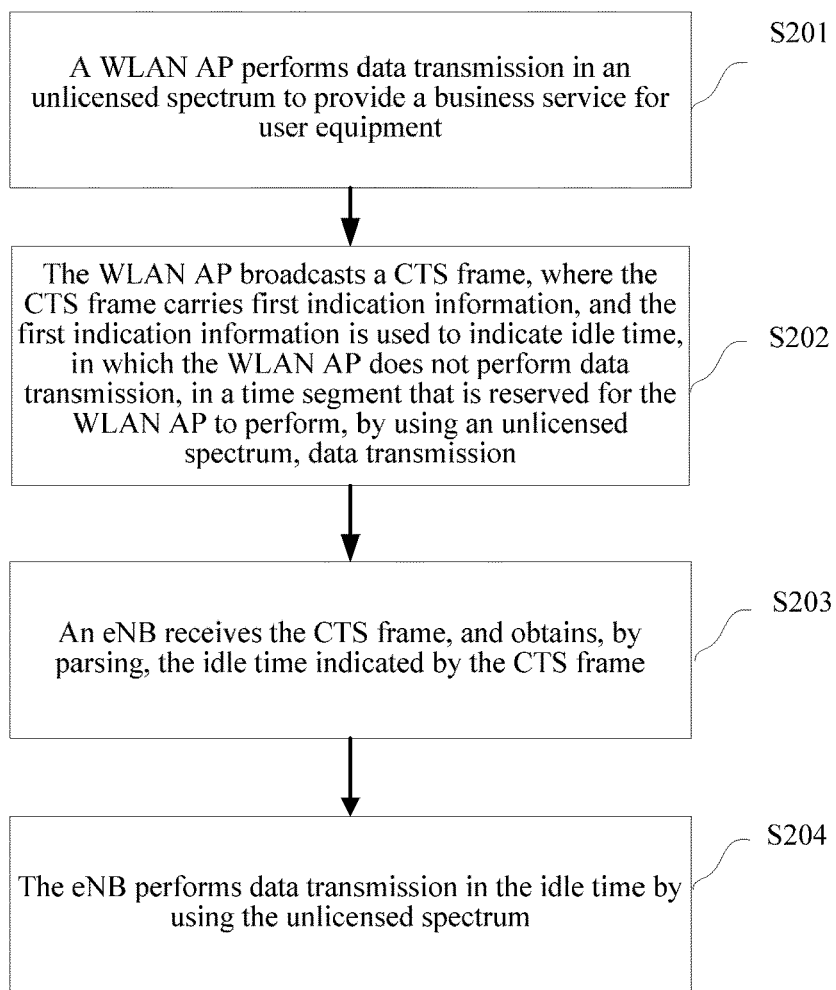 S201
A WLAN AP performs data transmission in an
unlicensed spectrum to provide a business service for
user equipment
The WLAN AP broadcasts a CTS frame, where the
CTS frame carries first indication information, and the
first indication information is used to indicate idle time,
in which the WLAN AP does not perform data
transmission, in a time segment that is reserved for the
WLAN AP to perform, by using an unlicensed
spectrum, data transmission
S202
An eNB receives the CTS frame, and obtains, by
parsing, the idle time indicated by the CTS frame
S203
The eNB performs data transmission in the idle time by
using the unlicensed spectrum
S204